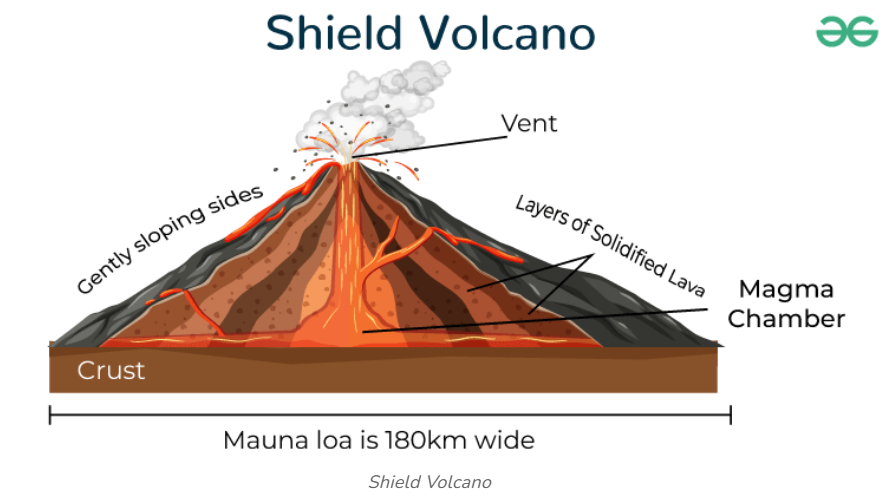 Shield Volcano
Vent
Gently sloping sides
Layers of Solidified Lava
Magma
Chamber
Crust
Mauna loa is 180km wide
Shield Volcano